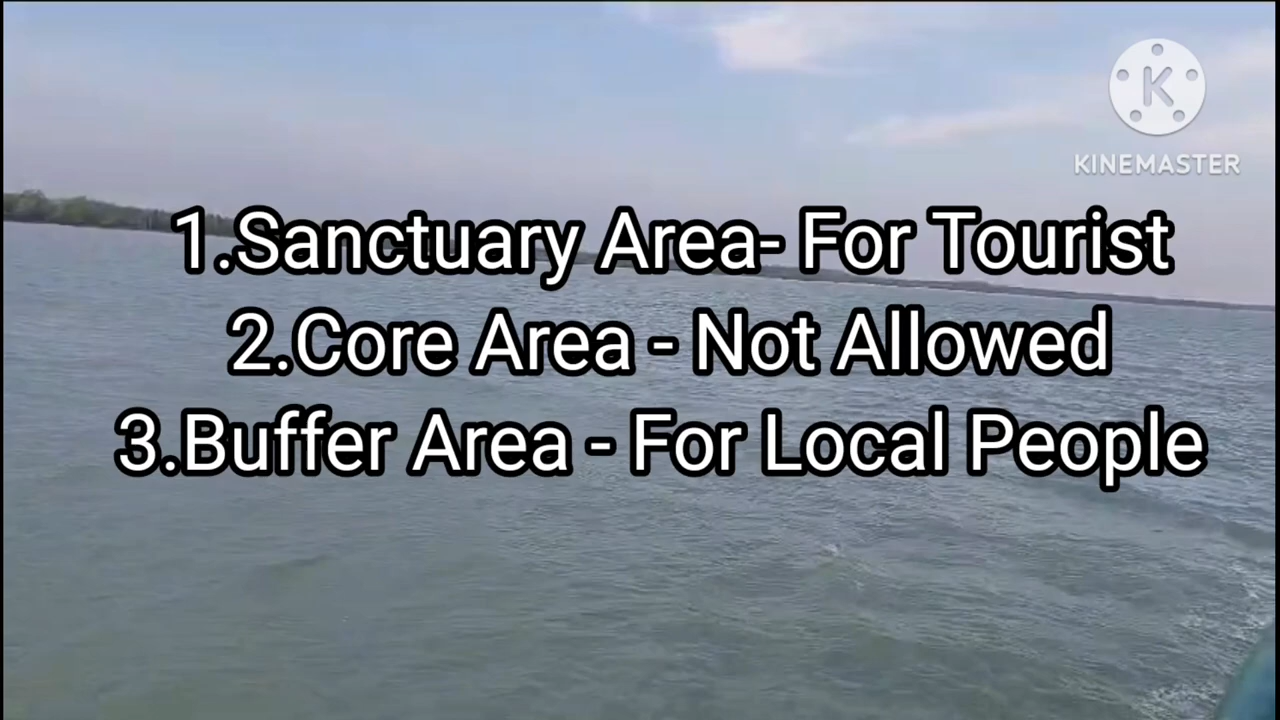 K
KINEMASTER
1.Sanctuary Area- For Tourist
2.Core Area - Not Allowed
3.Buffer Area - For Local People